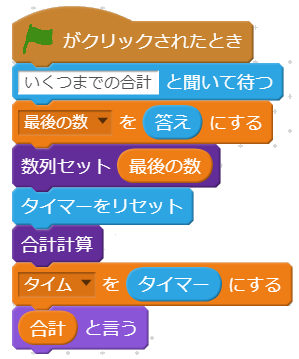 がクリックされたとき
いくつまでの合計 と聞いて待つ
最後の数 を 答え にする
数列セット 最後の数
タイマーをリセット
合計計算
タイム を タイマー にする
合計 と言う